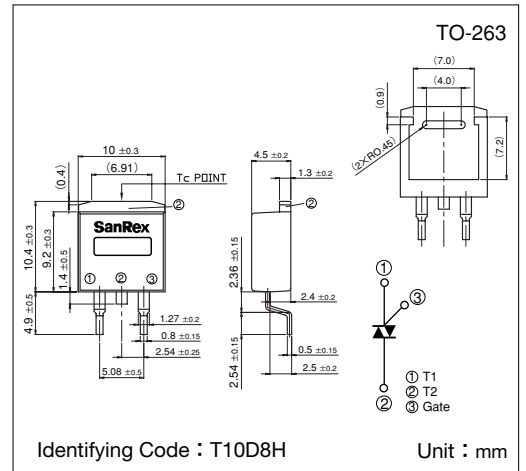 TO-263
(7.0)
(4.0)
(0.9)
(7.2)
(2×R0.45)
10 ±0.3
(6.91)
(0.4)
Tc POINT
②
SanRex
① ② ③
10.4 ±0.3
9.2 ±0.3
1.4 ±0.5
4.9 ±0.5
1.27 ±0.2
0.8 ±0.15
2.54 ±0.25
5.08 ±0.5
4.5 ±0.2
1.3 ±0.2
②
2.36 ±0.15
2.4 ±0.2
2.54 ±0.15
0.5 ±0.15
2.5 ±0.2
①
③
②
① T1
② T2
③ Gate
Identifying Code：T10D8H
Unit：mm